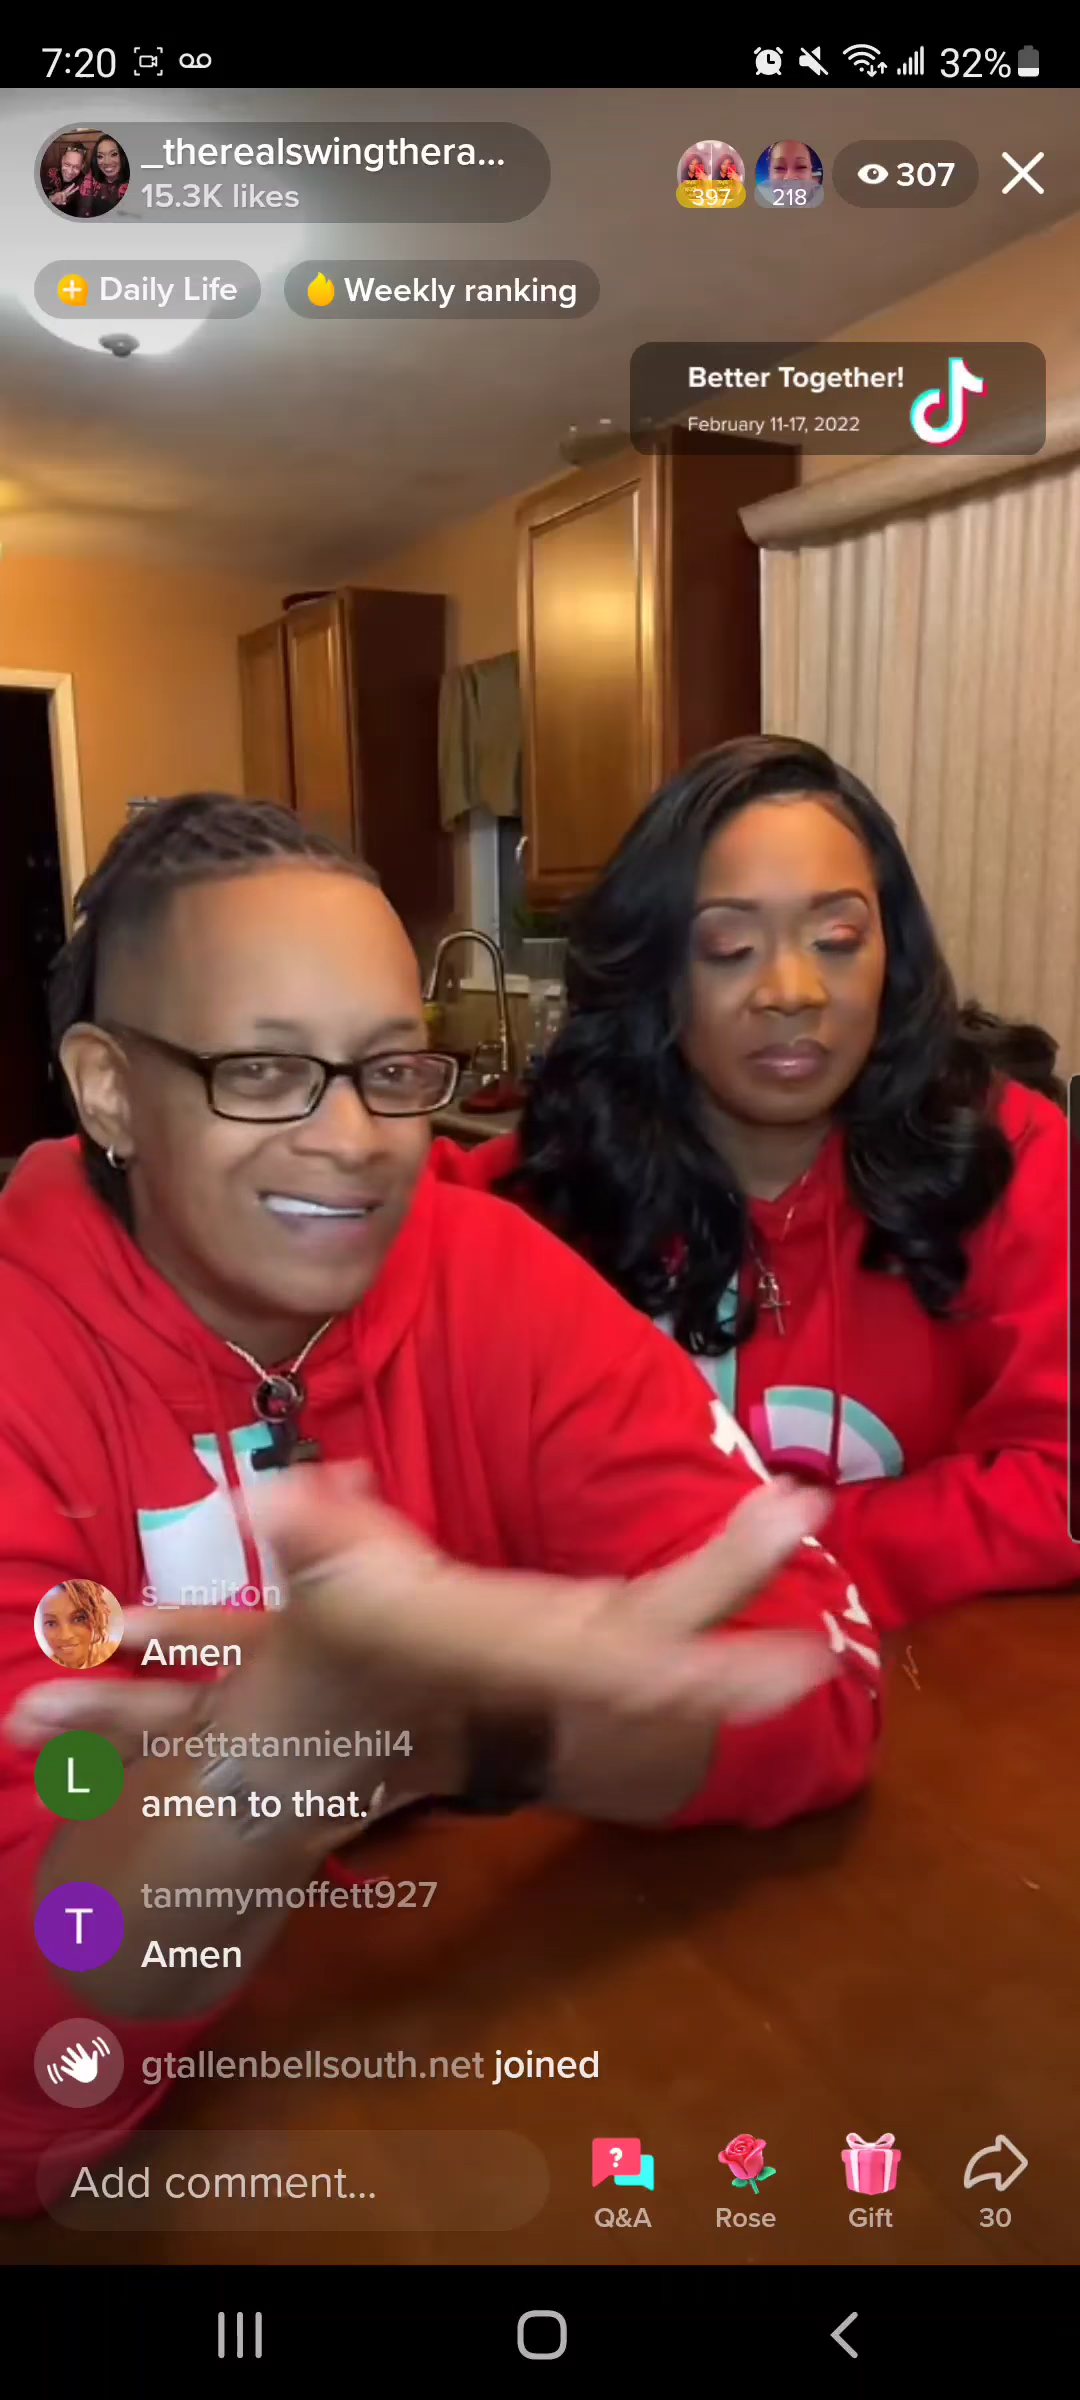 7:20
32%
_therealswingthera...
15.3K likes
397
218
307
Daily Life
Weekly ranking
Better Together!
February 11-17, 2022
s_milton
Amen
L
lorettatanniehil4
amen to that.
T
tammymoffett927
Amen
gtallenbellsouth.net joined
Add comment...
?
Q&A
Rose
Gift
30